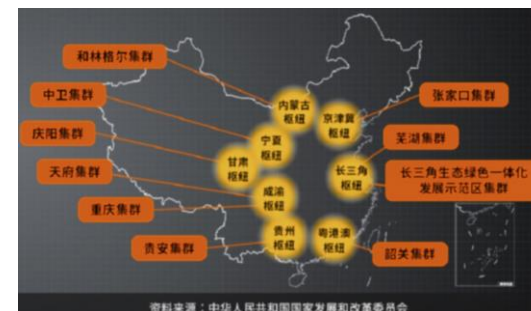 和林格尔集群
中卫集群
庆阳集群
天府集群
重庆集群
贵安集群
内蒙古
枢纽
京津冀
枢纽
宁夏
枢纽
甘肃
枢纽
成渝
枢纽
长三角
枢纽
贵州
枢纽
粤港澳
枢纽
张家口集群
芜湖集群
长三角生态绿色一体化
发展示范区集群
韶关集群
资料来源：中华人民共和国国家发展和改革委员会